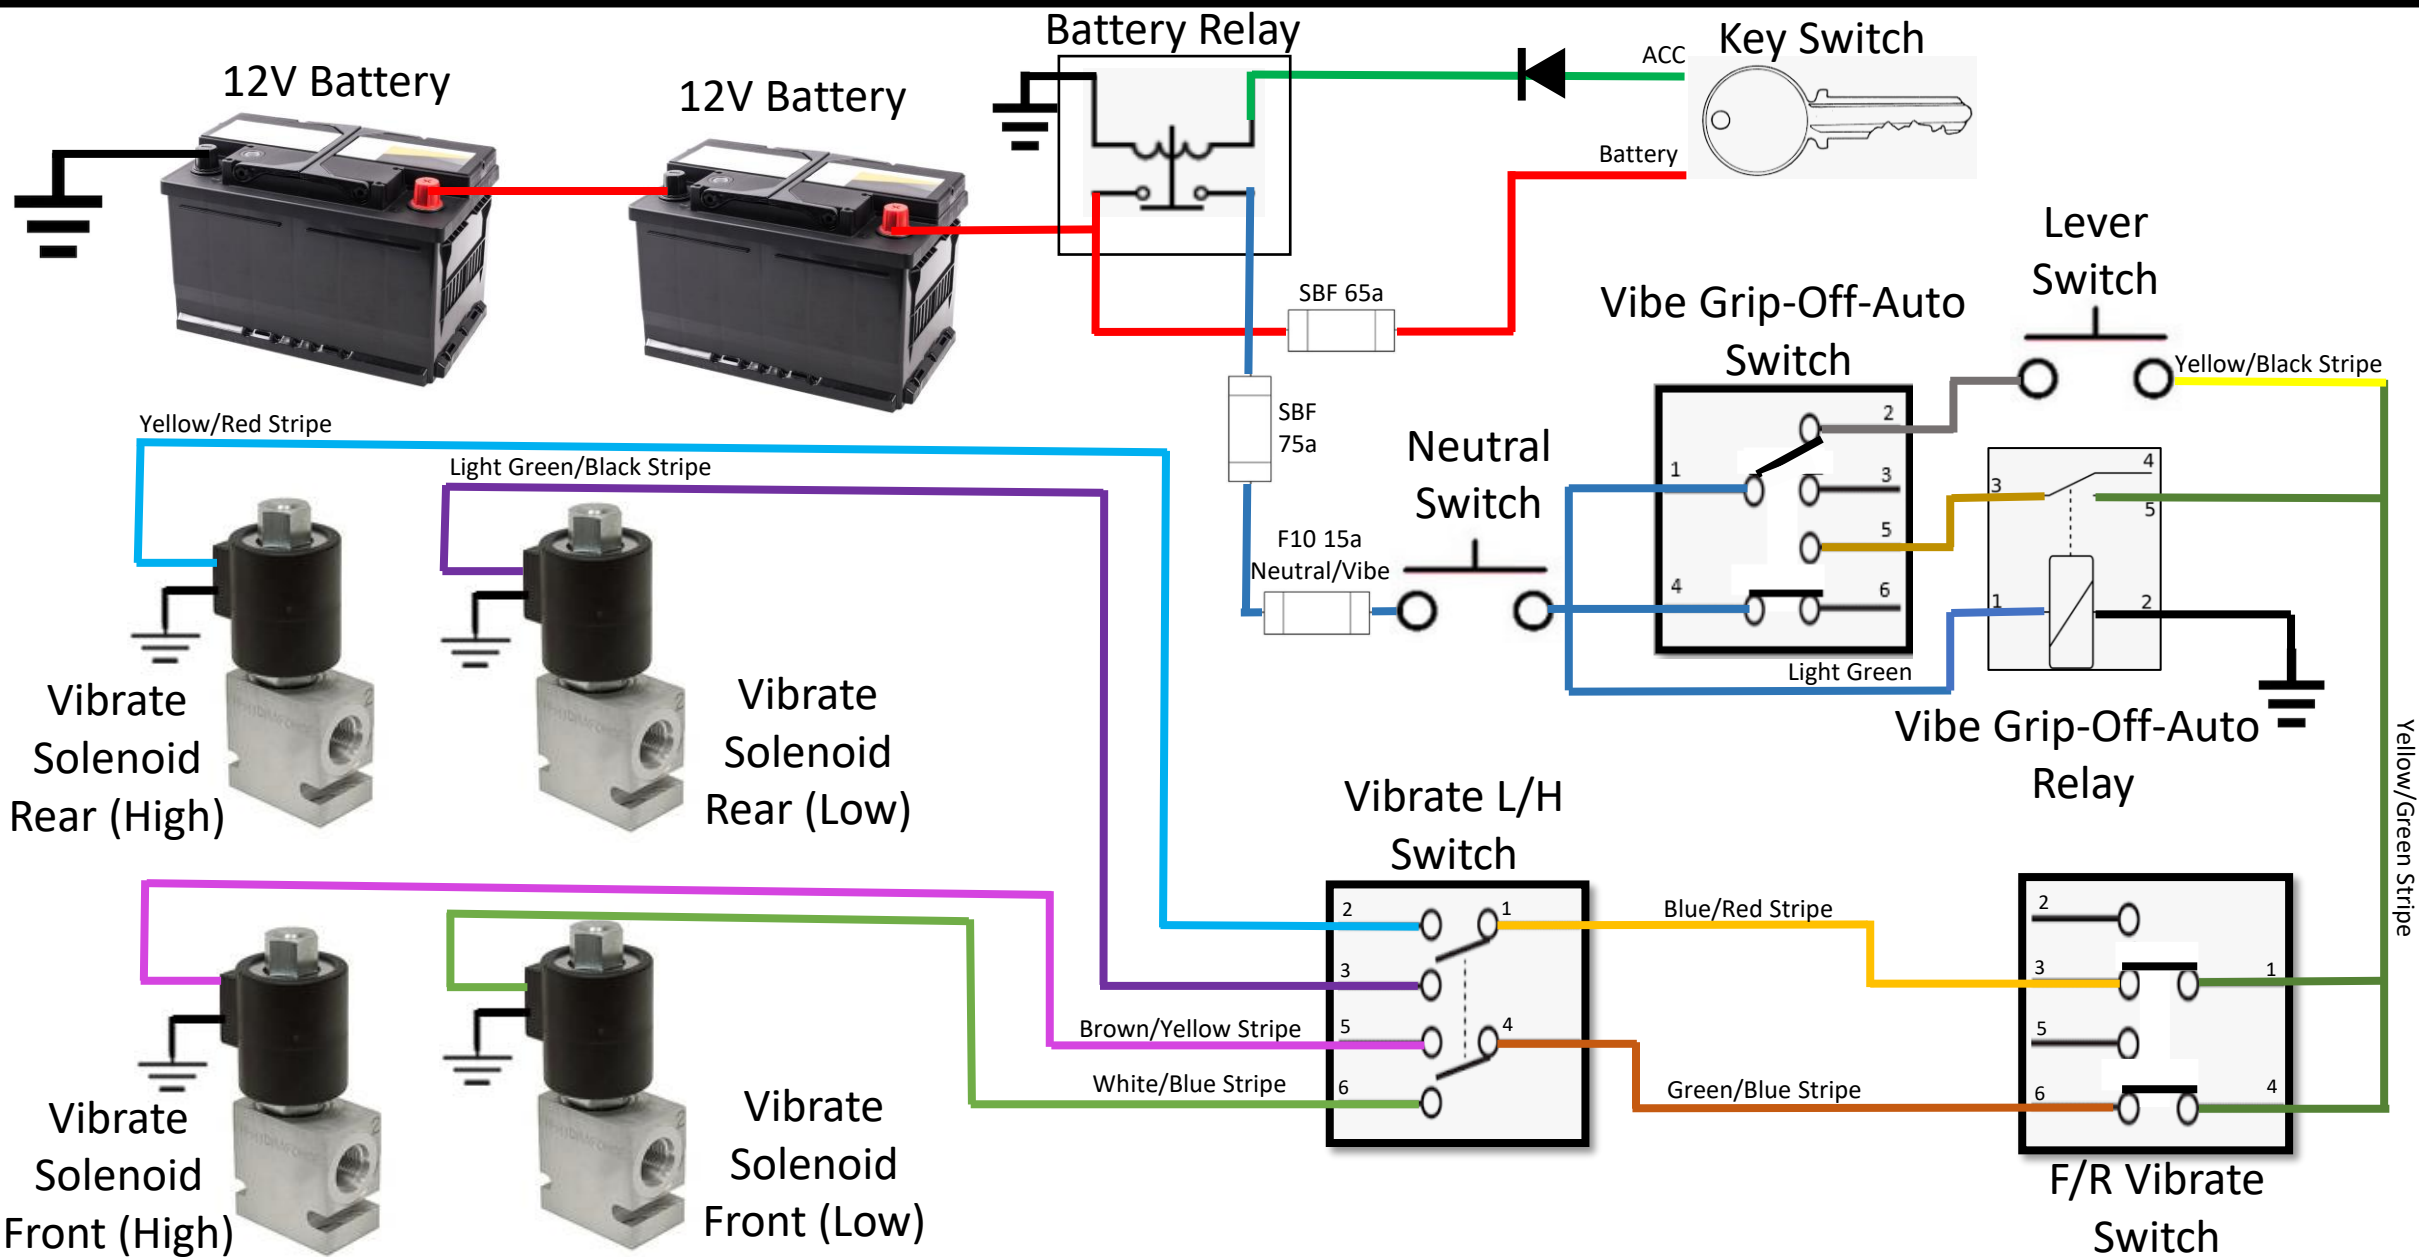 Battery Relay
ACC
Key Switch
12V Battery
12V Battery
Battery
Lever
Switch
SBF 65a
Vibe Grip-Off-Auto
Switch
Yellow/Black Stripe
SBF
75a
Yellow/Red Stripe
Light Green/Black Stripe
Neutral
Switch
F10 15a
Neutral/Vibe
1
2
3
5
4
6
Light Green
3
4
5
1
2
Vibe Grip-Off-Auto
Relay
Yellow/Green Stripe
Vibrate
Solenoid
Rear (High)
Vibrate
Solenoid
Rear (Low)
Vibrate L/H
Switch
2
1
3
5
4
6
Blue/Red Stripe
Brown/Yellow Stripe
White/Blue Stripe
Green/Blue Stripe
2
3
1
5
6
4
F/R Vibrate
Switch
Vibrate
Solenoid
Front (High)
Vibrate
Solenoid
Front (Low)